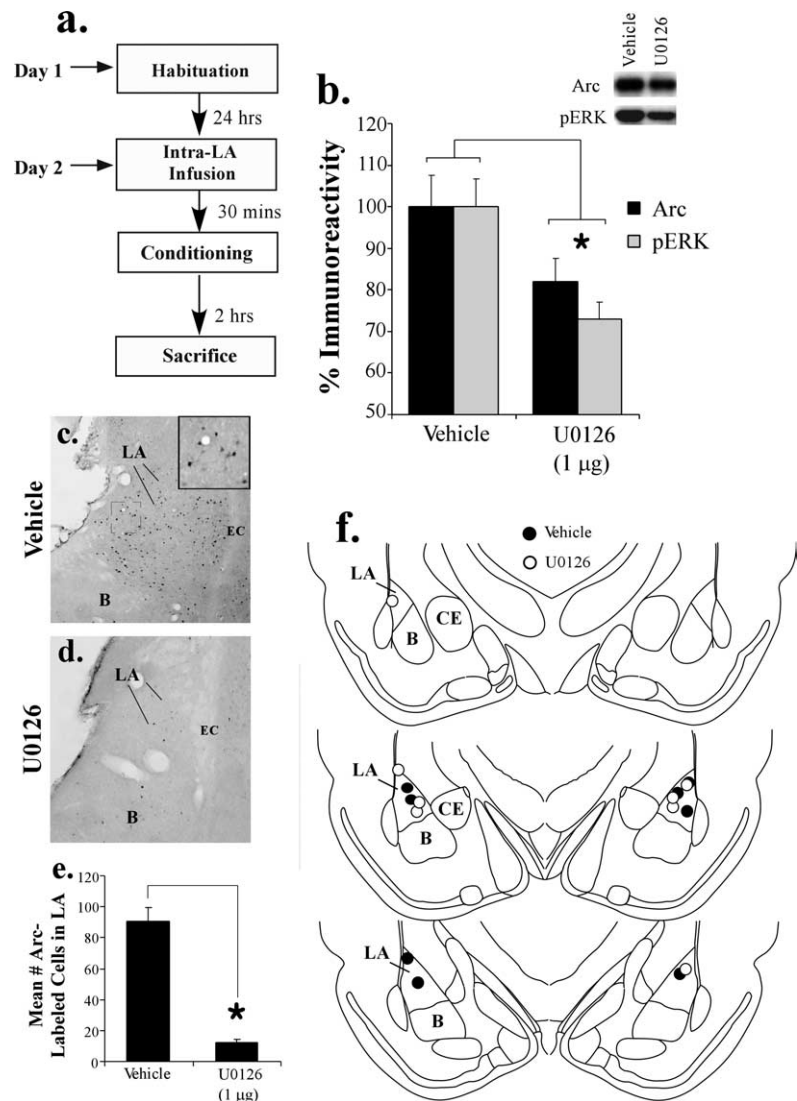 a.
Day 1
Habituation
24 hrs
Day 2
Intra-LA
Infusion
30 mins
Conditioning
2 hrs
Sacrifice
b.
Vehicle
U0126
Arc
pERK
% Immunoreactivity
120
110
100
90
80
70
60
50
Arc
pERK
*
Vehicle
U0126
(1 µg)
c.
Vehicle
LA
EC
B
d.
U0126
LA
EC
B
e.
Mean # Arc-
Labeled Cells in LA
120
100
80
60
40
20
0
*
Vehicle
U0126
(1 µg)
f.
Vehicle
U0126
LA
CE
B
LA
CE
B
LA
B